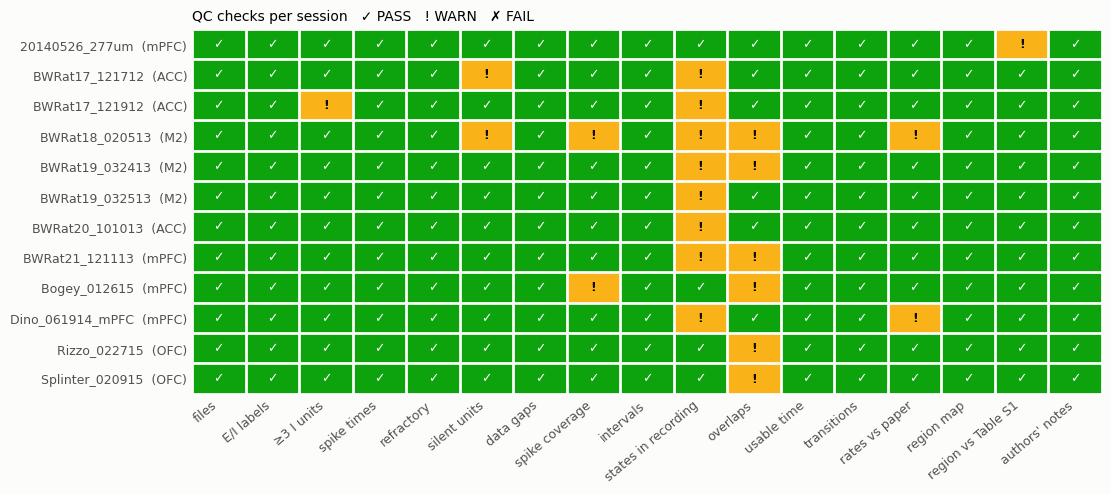 QC checks per session ✓ PASS ! WARN ✗ FAIL
20140526_277um (mPFC) ✓ ✓ ✓ ✓ ✓ ✓ ✓ ✓ ✓ ✓ ✓ ✓ ✓ ✓ ✓ ! ✓
BWRat17_121712 (ACC) ✓ ✓ ✓ ✓ ✓ ! ✓ ✓ ✓ ! ✓ ✓ ✓ ✓ ✓ ✓ ✓
BWRat17_121912 (ACC) ✓ ✓ ! ✓ ✓ ✓ ✓ ✓ ✓ ! ✓ ✓ ✓ ✓ ✓ ✓ ✓
BWRat18_020513 (M2) ✓ ✓ ✓ ✓ ✓ ! ✓ ! ✓ ! ! ✓ ✓ ! ✓ ✓ ✓
BWRat19_032413 (M2) ✓ ✓ ✓ ✓ ✓ ✓ ✓ ✓ ✓ ! ! ✓ ✓ ✓ ✓ ✓ ✓
BWRat19_032513 (M2) ✓ ✓ ✓ ✓ ✓ ✓ ✓ ✓ ✓ ! ✓ ✓ ✓ ✓ ✓ ✓ ✓
BWRat20_101013 (ACC) ✓ ✓ ✓ ✓ ✓ ✓ ✓ ✓ ✓ ! ✓ ✓ ✓ ✓ ✓ ✓ ✓
BWRat21_121113 (mPFC) ✓ ✓ ✓ ✓ ✓ ✓ ✓ ✓ ✓ ! ! ✓ ✓ ✓ ✓ ✓ ✓
Bogey_012615 (mPFC) ✓ ✓ ✓ ✓ ✓ ✓ ✓ ! ✓ ✓ ! ✓ ✓ ✓ ✓ ✓ ✓
Dino_061914_mPFC (mPFC) ✓ ✓ ✓ ✓ ✓ ✓ ✓ ✓ ✓ ! ✓ ✓ ✓ ! ✓ ✓ ✓
Rizzo_022715 (OFC) ✓ ✓ ✓ ✓ ✓ ✓ ✓ ✓ ✓ ✓ ! ✓ ✓ ✓ ✓ ✓ ✓
Splinter_020915 (OFC) ✓ ✓ ✓ ✓ ✓ ✓ ✓ ✓ ✓ ✓ ! ✓ ✓ ✓ ✓ ✓ ✓
files
E/I labels
≥3 I units
spike times
refractory
silent units
data gaps
spike coverage
intervals
states in recording
overlaps
usable time
transitions
rates vs paper
region map
region vs Table S1
authors' notes